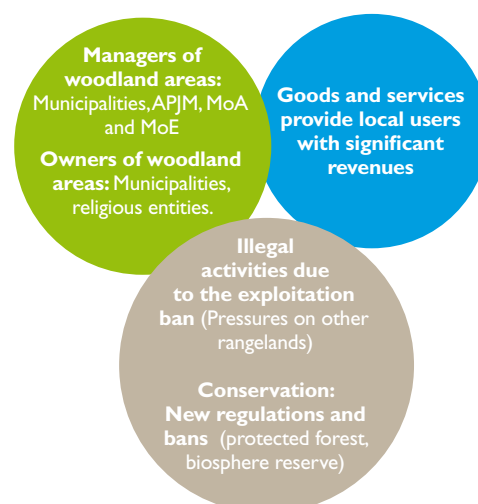 Managers of
woodland areas:
Municipalities, APJM, MoA
and MoE
Owners of woodland
areas: Municipalities,
religious entities.
Goods and services
provide local users
with significant
revenues
Illegal
activities due
to the exploitation
ban (Pressures on other
rangelands)
Conservation:
New regulations and
bans (protected forest,
biosphere reserve)